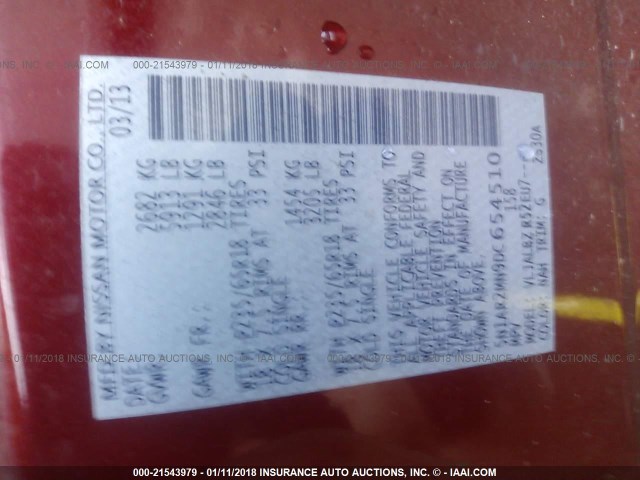 000-21543979 - 01/11/2018 INSURANCE AUTO AUCTIONS, INC. - © IAAI.COM
MFD BY NISSAN MOTOR CO., LTD.
DATE: 03/13
GVWR: 2682 KG
5913 LB
GAWR FR.: 1291 KG
2846 LB
WITH P235/65R18 TIRES
18 X 7.5 RIMS AT 33 PSI
COLD SINGLE
GAWR RR.: 1454 KG
3205 LB
WITH P235/65R18 TIRES
18 X 7.5 RIMS AT 33 PSI
COLD SINGLE
THIS VEHICLE CONFORMS TO
ALL APPLICABLE FEDERAL
MOTOR VEHICLE SAFETY AND
THEFT PREVENTION
STANDARDS IN EFFECT ON
THE DATE OF MANUFACTURE
SHOWN ABOVE.
5N1AR2MN9DC 654510
MPV 158
MODEL: 2530A
COLOR: NAH TRIM: G
000-21543979 - 01/11/2018 INSURANCE AUTO AUCTIONS, INC. - © IAAI.COM